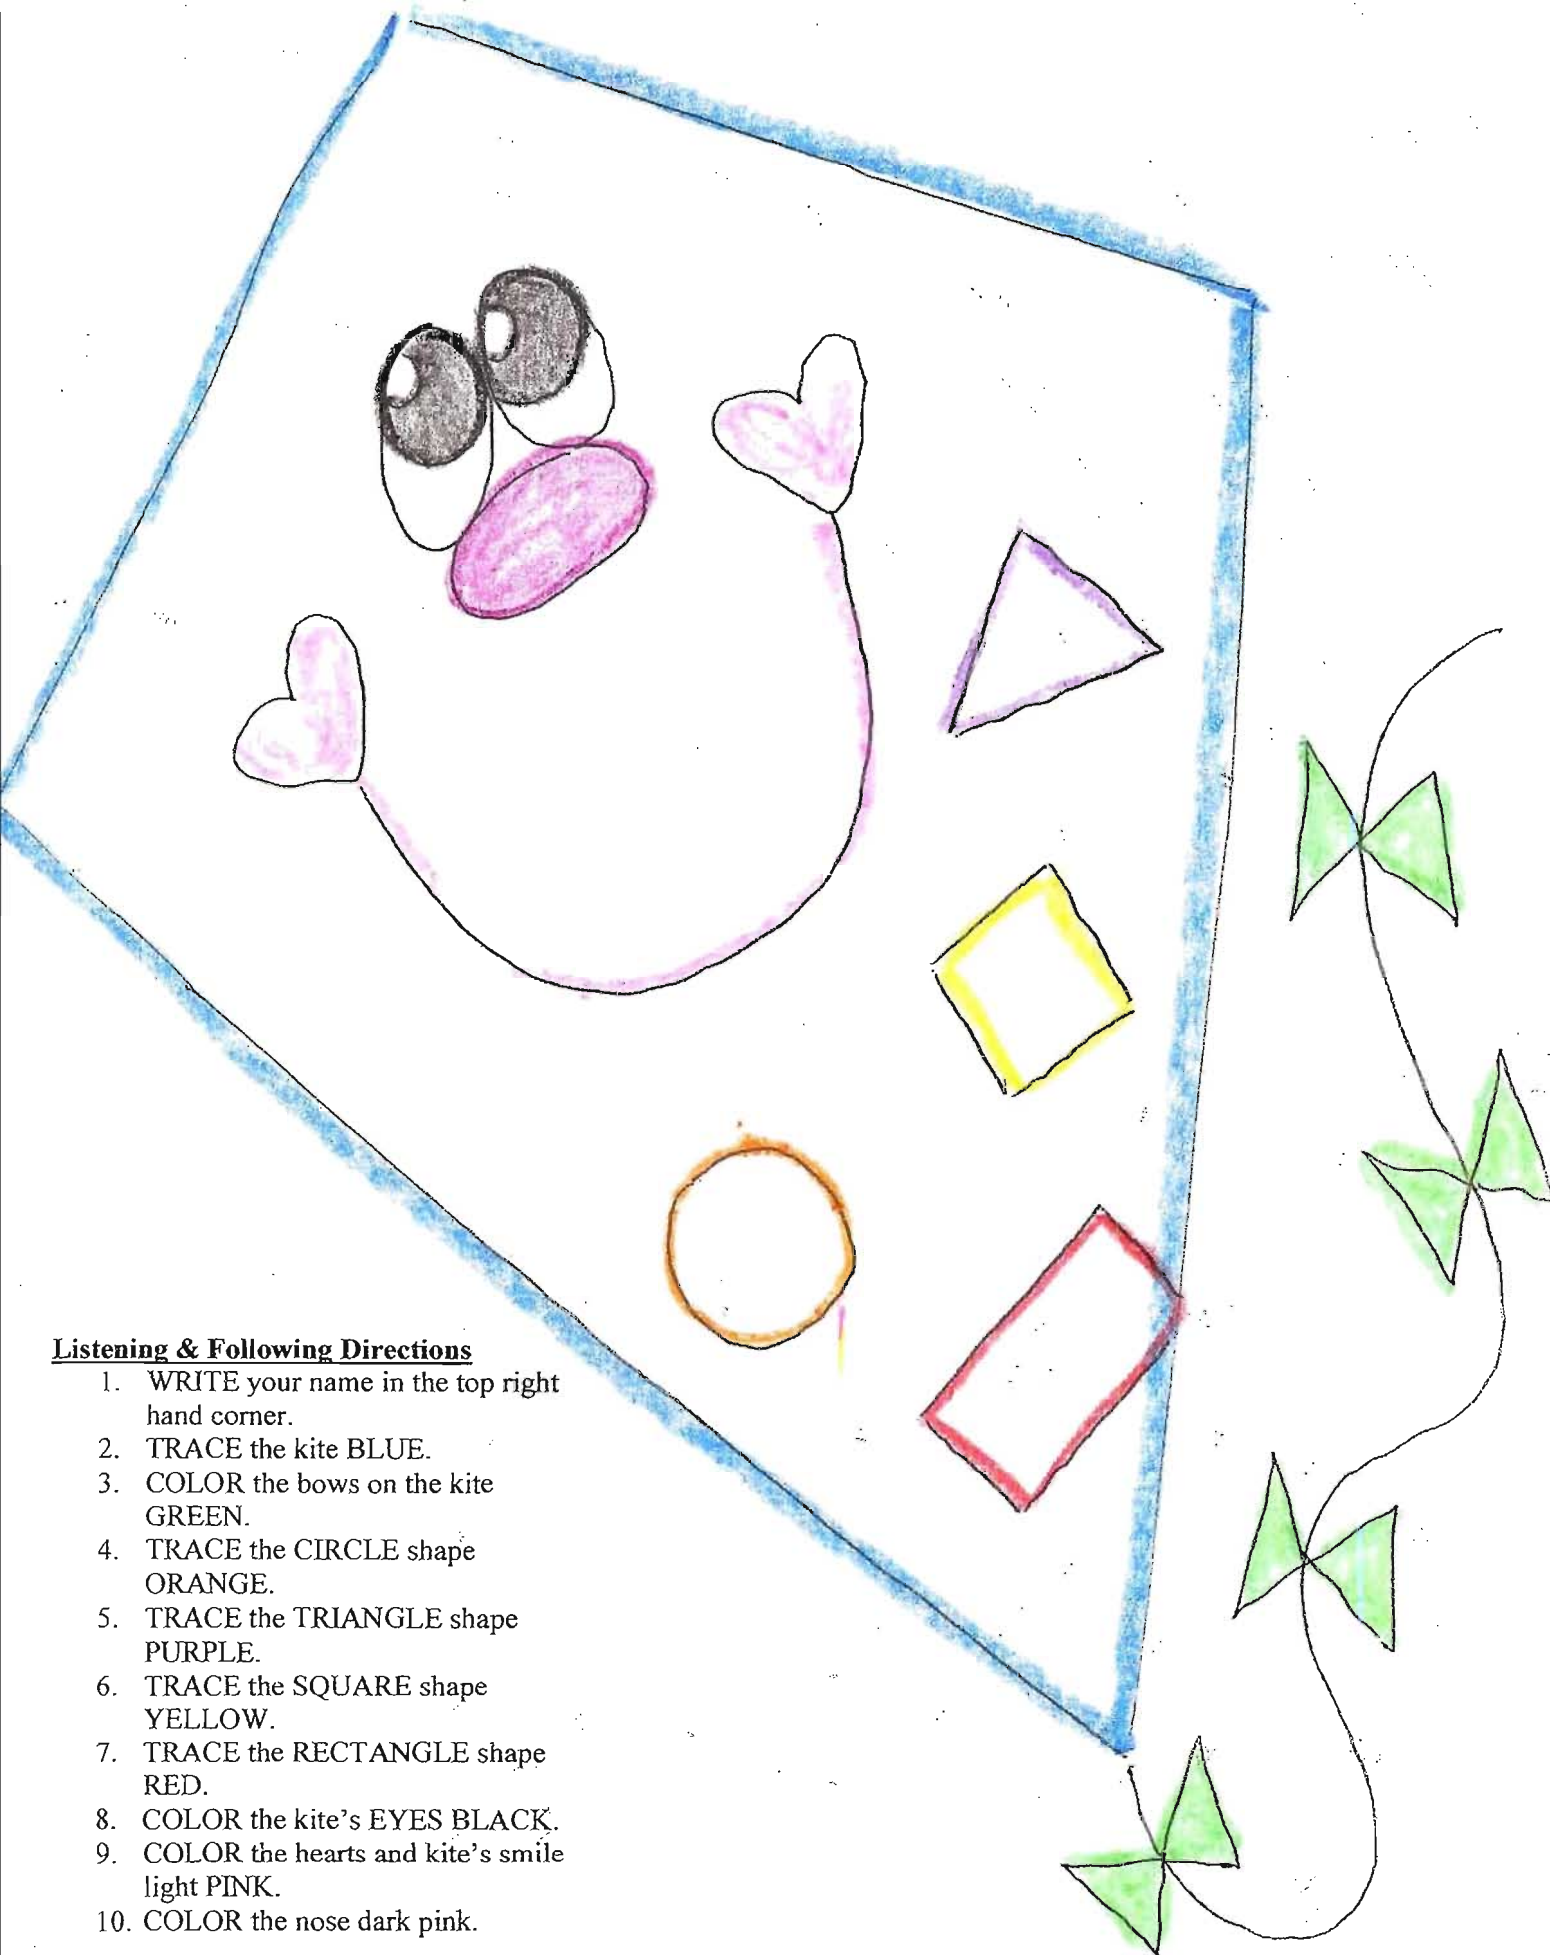 Listening & Following Directions
1. WRITE your name in the top right
hand corner.
2. TRACE the kite BLUE.
3. COLOR the bows on the kite
GREEN.
4. TRACE the CIRCLE shape
ORANGE.
5. TRACE the TRIANGLE shape
PURPLE.
6. TRACE the SQUARE shape
YELLOW.
7. TRACE the RECTANGLE shape
RED.
8. COLOR the kite's EYES BLACK.
9. COLOR the hearts and kite's smile
light PINK.
10. COLOR the nose dark pink.